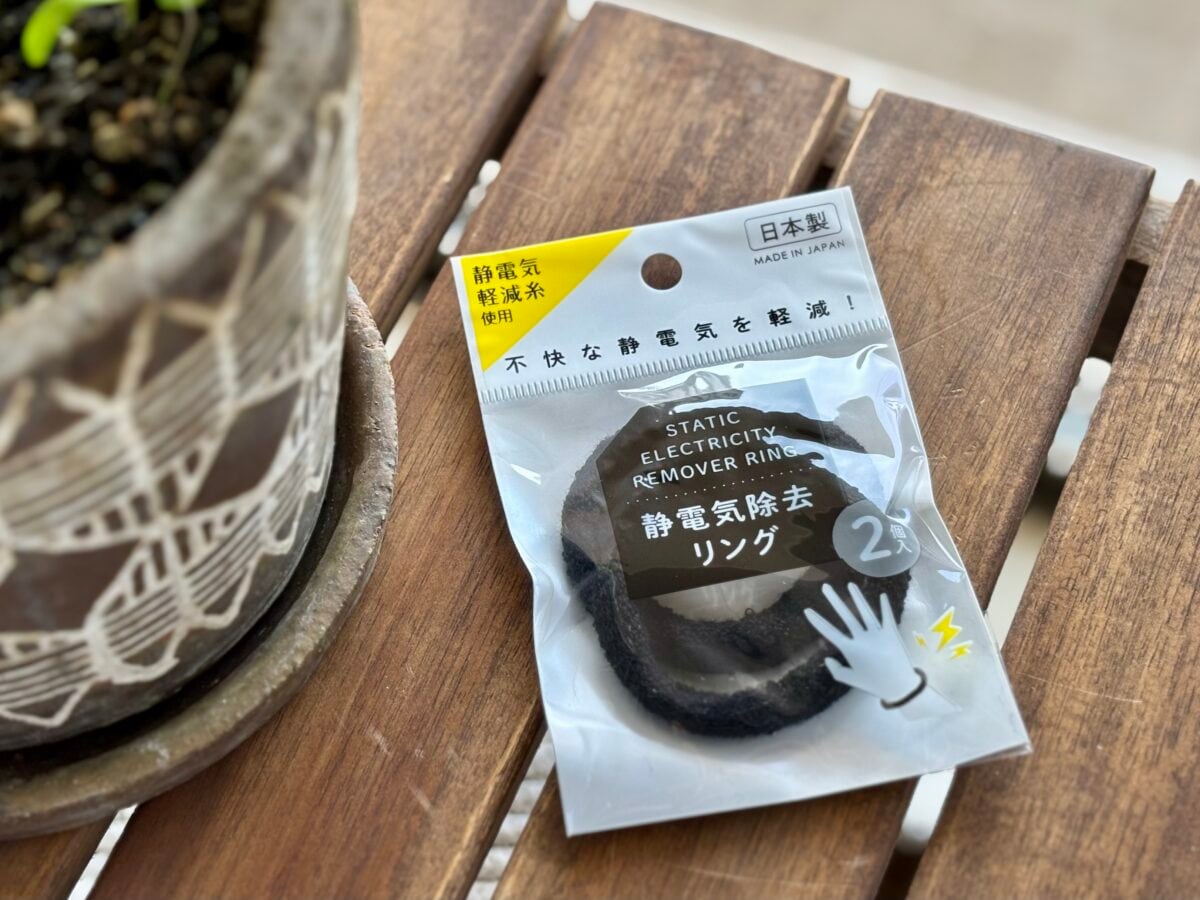 静電気
軽減糸
使用
日本製
MADE IN JAPAN
不快な静電気を軽減！
STATIC
ELECTRICITY
REMOVER RING
静電気除去
リング
2個入